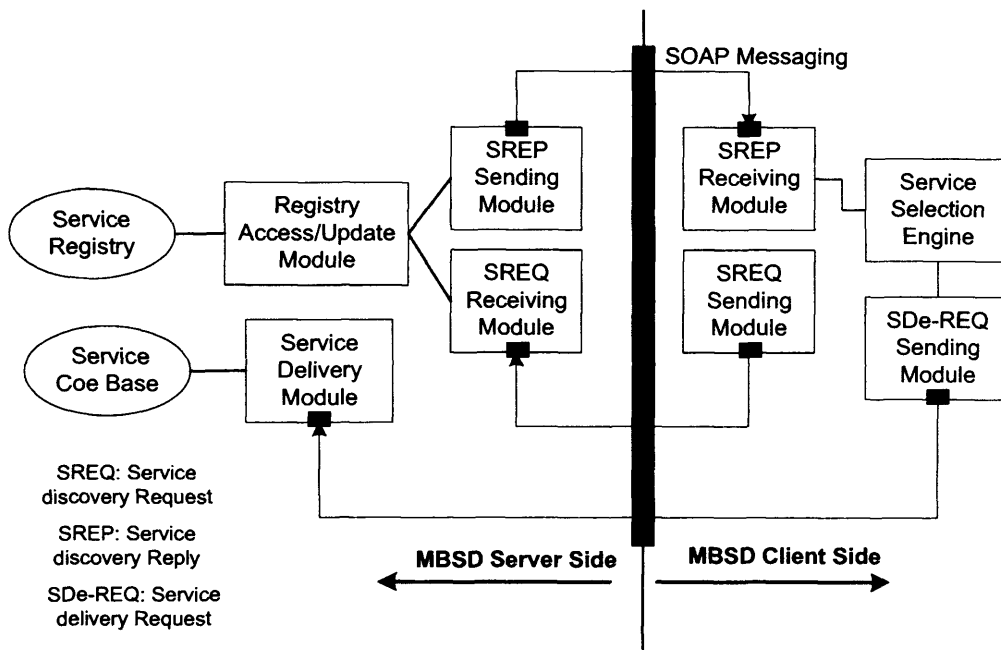 SOAP Messaging
SREP
Sending
Module
SREP
Receiving
Module
Service
Selection
Engine
Service
Registry
Registry
Access/Update
Module
SREQ
Receiving
Module
SREQ
Sending
Module
SDe-REQ
Sending
Module
Service
Coe Base
Service
Delivery
Module
SREQ: Service
discovery Request
SREP: Service
discovery Reply
SDe-REQ: Service
delivery Request
MBSD Server Side
MBSD Client Side